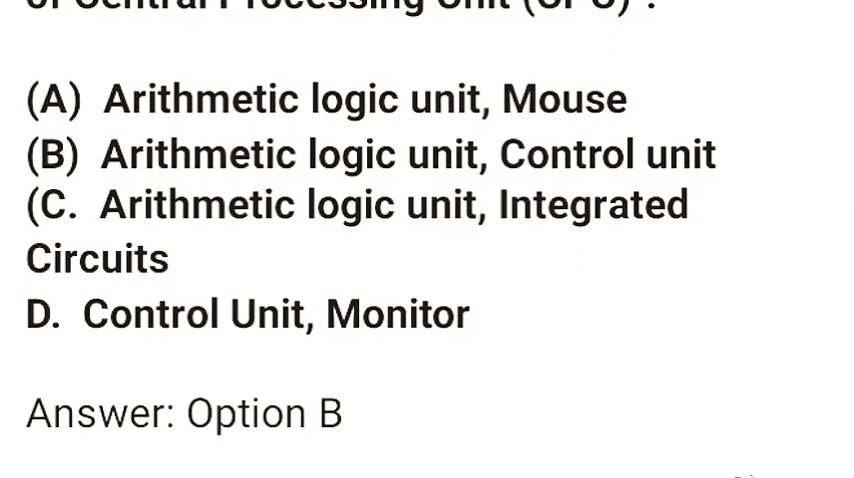 of Central Processing Unit (CPU) ?
(A) Arithmetic logic unit, Mouse
(B) Arithmetic logic unit, Control unit
(C. Arithmetic logic unit, Integrated
Circuits
D. Control Unit, Monitor
Answer: Option B